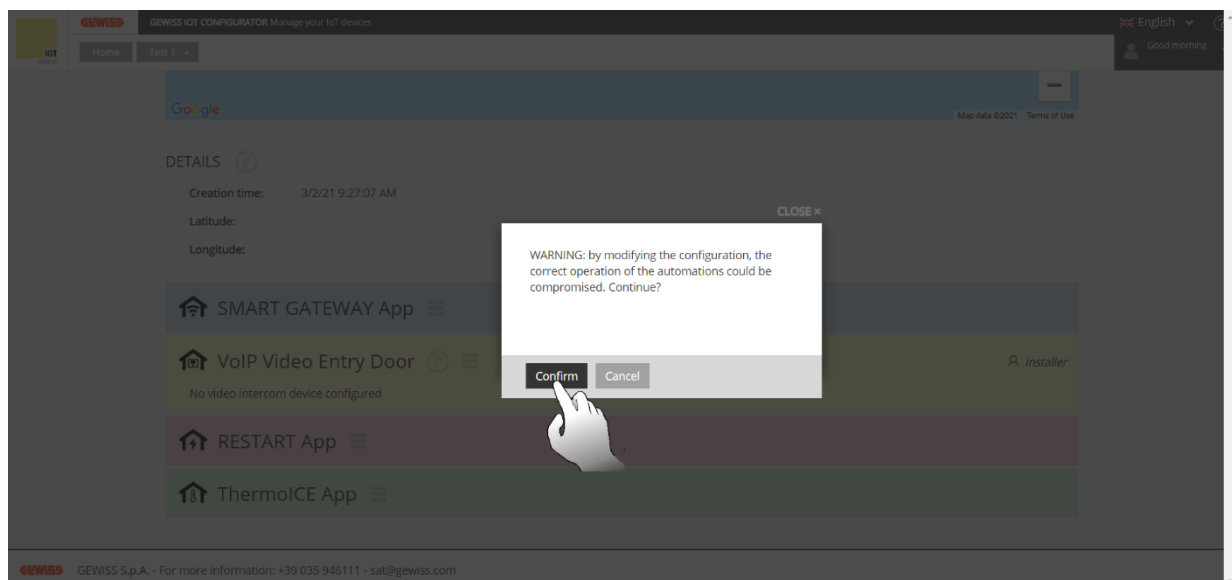 GEWISS GEWISS IOT CONFIGURATOR Manage your IoT devices English
IOT Home Test 1 Good morning
Google
Map data ©2021 Terms of Use
DETAILS
Creation time: 3/2/21 9:27:07 AM
CLOSE ×
Latitude:
Longitude:
WARNING: by modifying the configuration, the
correct operation of the automations could be
compromised. Continue?
SMART GATEWAY App
VoIP Video Entry Door installer
Confirm Cancel
No video intercom device configured
RESTART App
ThermoICE App
GEWISS GEWISS S.p.A. - For more information: +39 035 946111 - sat@gewiss.com